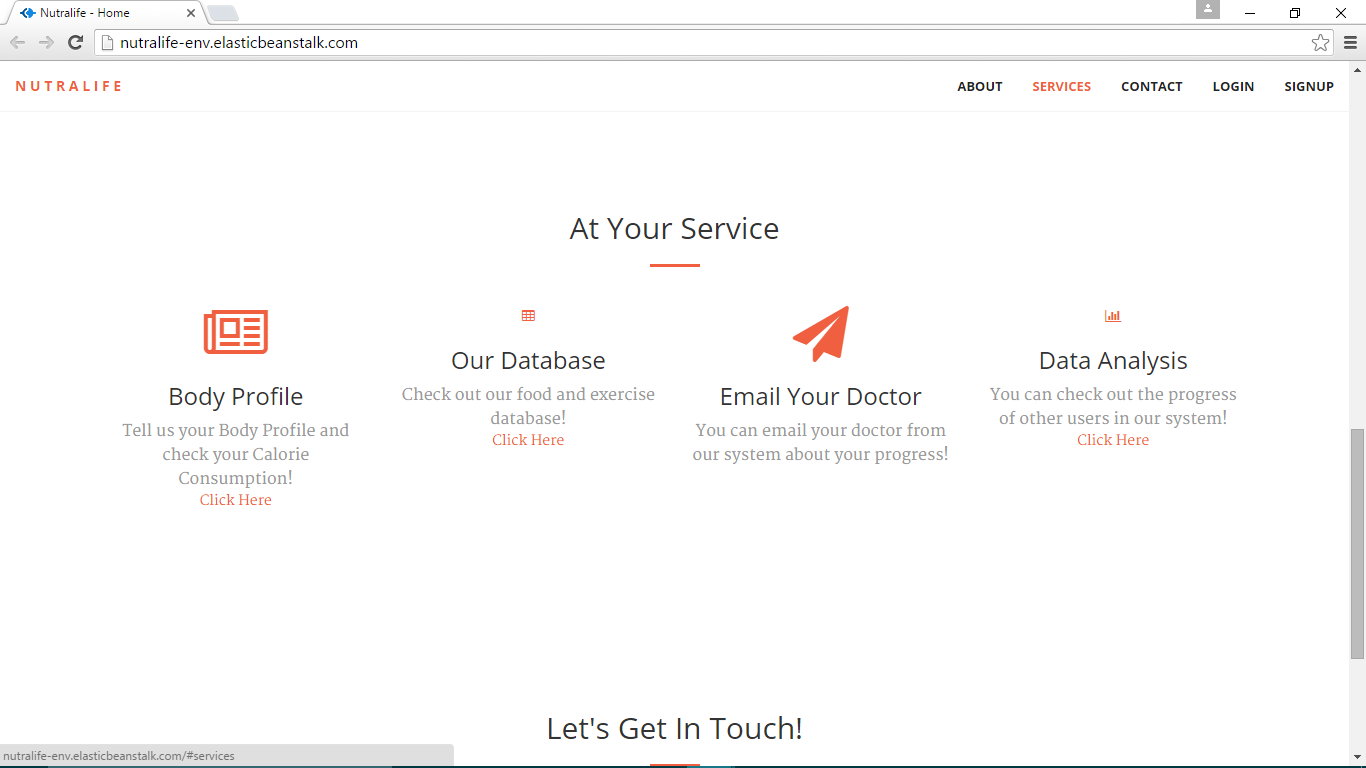 Nutralife - Home
nutralife-env.elasticbeanstalk.com
NUTRALIFE
ABOUT SERVICES CONTACT LOGIN SIGNUP
At Your Service
Body Profile
Tell us your Body Profile and
check your Calorie
Consumption!
Click Here
Our Database
Check out our food and exercise
database!
Click Here
Email Your Doctor
You can email your doctor from
our system about your progress!
Data Analysis
You can check out the progress
of other users in our system!
Click Here
Let's Get In Touch!
nutralife-env.elasticbeanstalk.com/#services